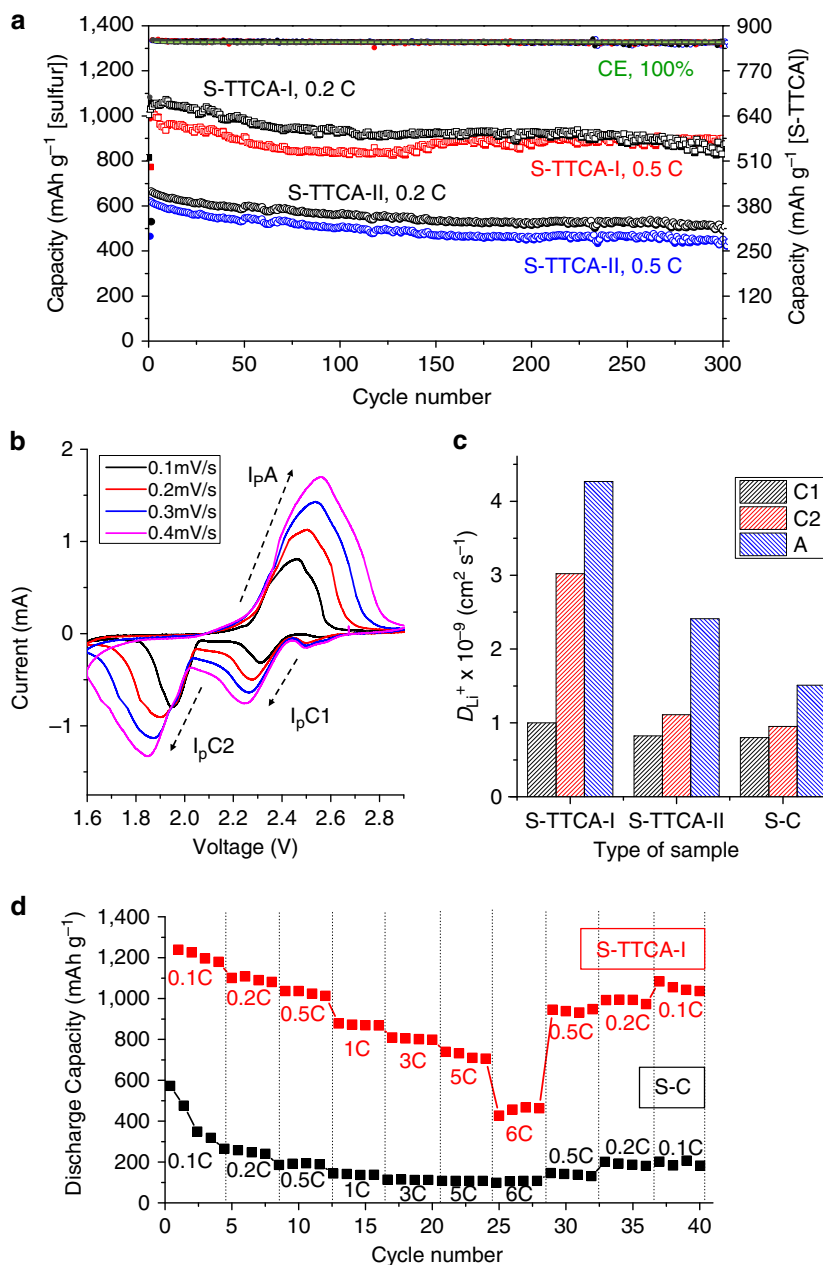 a
1,400
1,200
1,000
800
600
400
200
0
900
770
640
510
380
250
120
0
50
100
150
200
250
300
Capacity (mAh g⁻¹ [sulfur])
Capacity (mAh g⁻¹ [S-TTCA]
Cycle number
CE, 100%
S-TTCA-I, 0.2 C
S-TTCA-I, 0.5 C
S-TTCA-II, 0.2 C
S-TTCA-II, 0.5 C
b
2
1
0
–1
1.6
1.8
2.0
2.2
2.4
2.6
2.8
Current (mA)
Voltage (V)
0.1mV/s
0.2mV/s
0.3mV/s
0.4mV/s
IₚA
IₚC1
IₚC2
c
4
3
2
1
0
D_Li⁺ x 10⁻⁹ (cm² s⁻¹)
C1
C2
A
S-TTCA-I
S-TTCA-II
S-C
Type of sample
d
1,400
1,200
1,000
800
600
400
200
0
Discharge Capacity (mAh g⁻¹)
S-TTCA-I
0.1C
0.2C
0.5C
1C
3C
5C
6C
0.5C
0.2C
0.1C
S-C
0.1C
0.2C
0.5C
1C
3C
5C
6C
0.5C
0.2C
0.1C
0
5
10
15
20
25
30
35
40
Cycle number